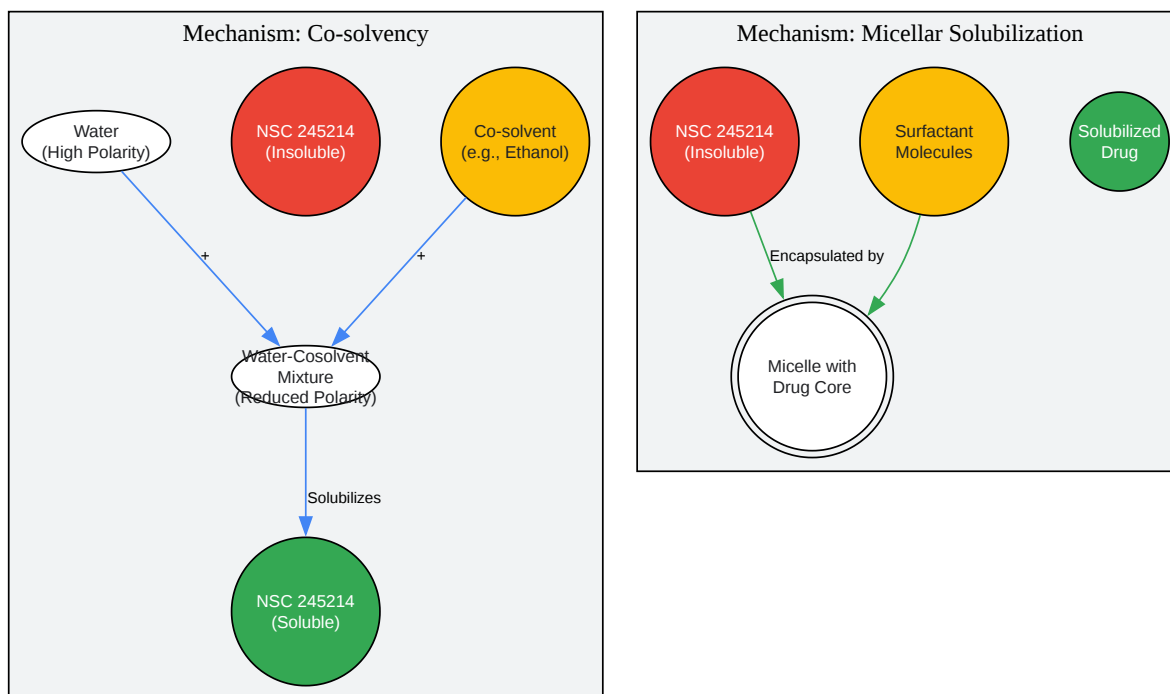 Mechanism: Co-solvency
Water
(High Polarity)
NSC 245214
(Insoluble)
Co-solvent
(e.g., Ethanol)
+
+
Water-Cosolvent
Mixture
(Reduced Polarity)
Solubilizes
NSC 245214
(Soluble)
Mechanism: Micellar Solubilization
NSC 245214
(Insoluble)
Surfactant
Molecules
Solubilized
Drug
Encapsulated by
Micelle with
Drug Core